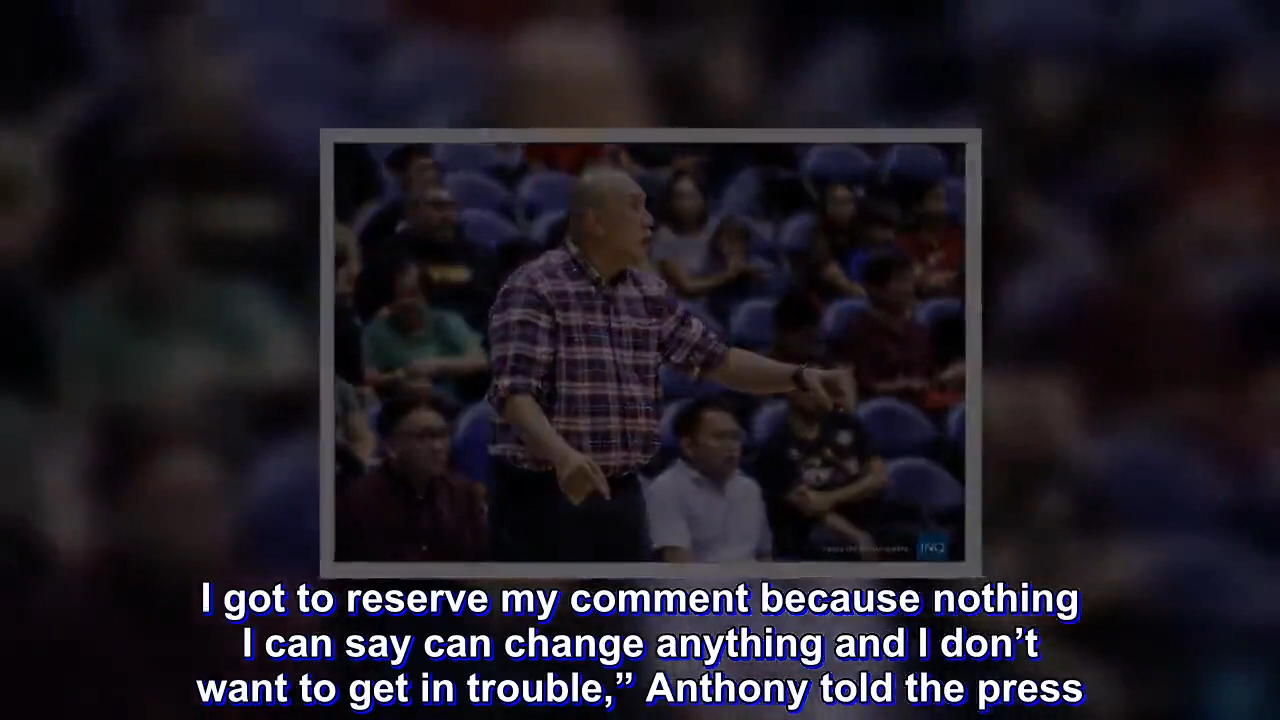 INQ
I got to reserve my comment because nothing
I can say can change anything and I don’t
want to get in trouble,” Anthony told the press